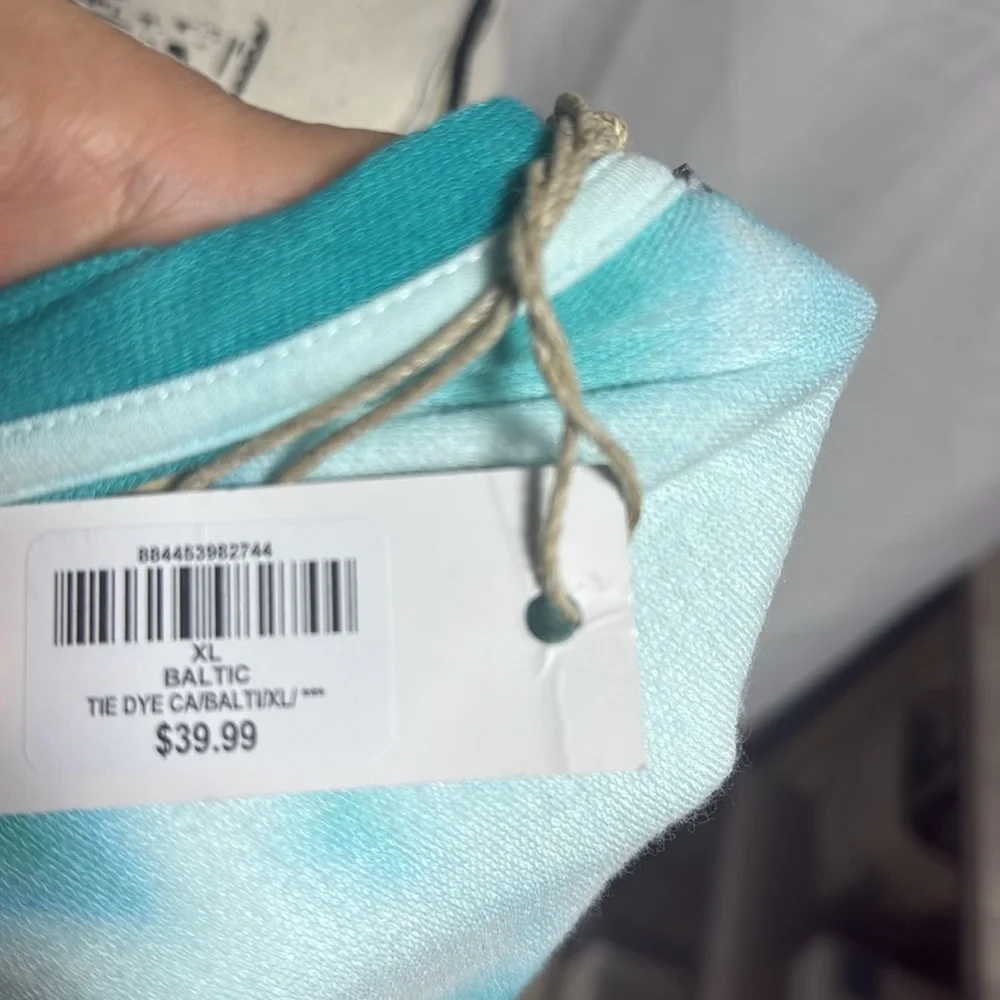 884453982744
XL
BALTIC
TIE DYE CA/BALTI/XL/ ***
$39.99